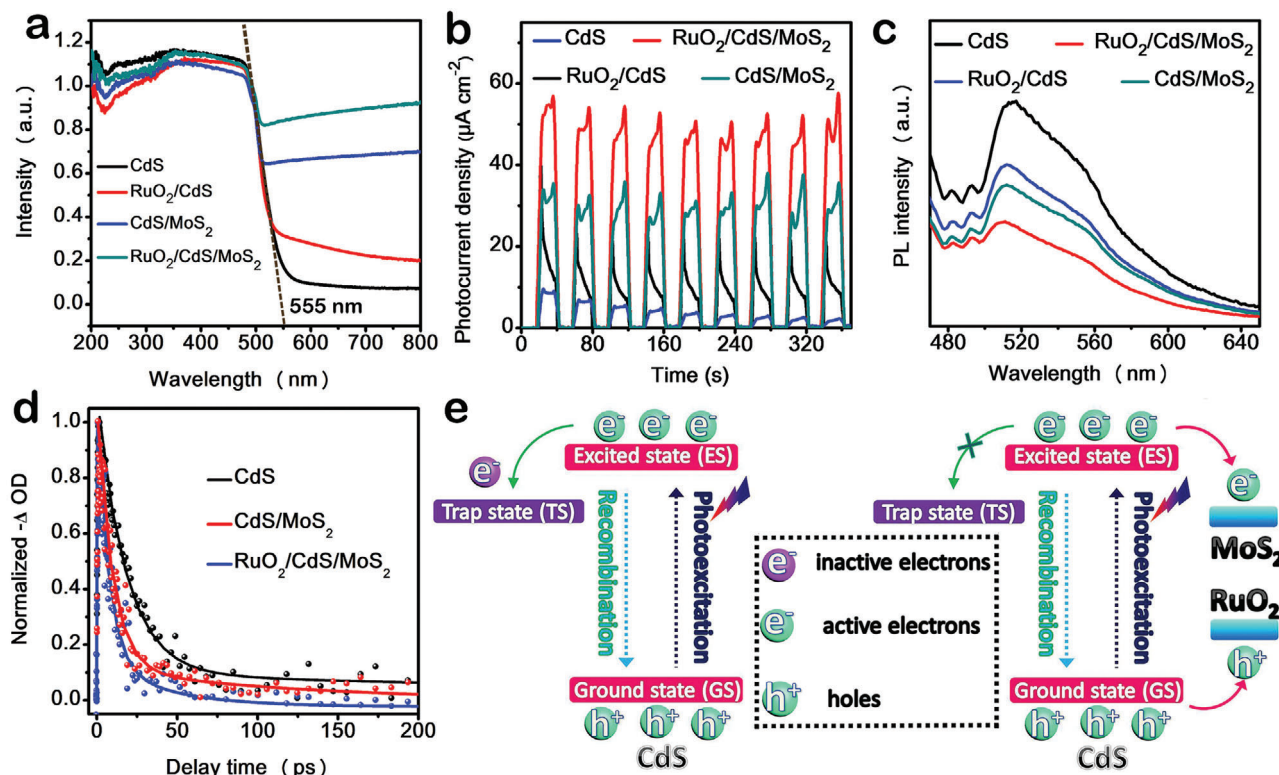 a
Intensity (a.u.)
1.2
1.0
0.8
0.6
0.4
0.2
0.0
CdS
RuO₂/CdS
CdS/MoS₂
RuO₂/CdS/MoS₂
555 nm
200 300 400 500 600 700 800
Wavelength (nm)
b
Photocurrent density (μA cm⁻²)
CdS RuO₂/CdS/MoS₂
RuO₂/CdS CdS/MoS₂
60
40
20
0
0 80 160 240 320
Time (s)
c
PL intensity (a.u.)
CdS RuO₂/CdS/MoS₂
RuO₂/CdS CdS/MoS₂
480 520 560 600 640
Wavelength (nm)
d
Normalized -Δ OD
1.0
0.8
0.6
0.4
0.2
0.0
CdS
CdS/MoS₂
RuO₂/CdS/MoS₂
0 50 100 150 200
Delay time (ps)
e
e⁻ e⁻ e⁻
Excited state (ES)
e⁻
Trap state (TS)
Recombination
Photoexcitation
Ground state (GS)
h⁺ h⁺ h⁺
CdS
e⁻ inactive electrons
e⁻ active electrons
h⁺ holes
e⁻ e⁻ e⁻
Excited state (ES)
Trap state (TS)
Recombination
Photoexcitation
e⁻
MoS₂
RuO₂
h⁺
Ground state (GS)
h⁺ h⁺ h⁺
CdS